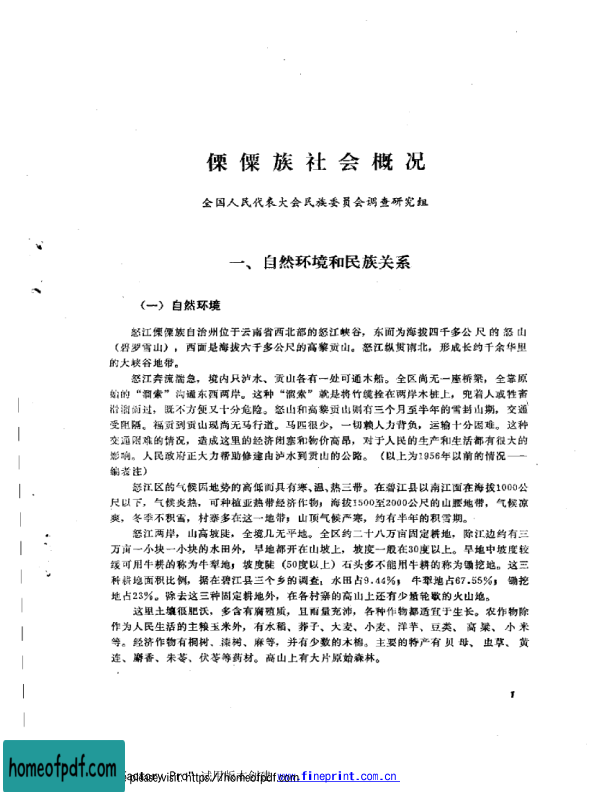 傈僳族社会概况
全国人民代表大会民族委员会调查研究组
一、自然环境和民族关系
（一）自然环境
怒江傈僳族自治州位于云南省西北部的怒江峡谷，东面为海拔四千多公尺的怒山
（碧罗雪山），西面是海拔六千多公尺的高黎贡山。怒江纵贯南北，形成长约千余华里
的大峡谷地带。
怒江奔流湍急，境内只泸水、贡山各有一处可通木船。全区尚无一座桥梁，全靠原
始的“溜索”沟通东西两岸。这种“溜索”就是将竹缆拴在两岸木桩上，兜着人或牲畜
沿溜而过，既不方便又十分危险。怒山和高黎贡山则有三个月至半年的雪封山期，交通
受阻隔。福贡到贡山现尚无马行道。马匹很少，一切赖人力背负，运输十分困难。这种
交通困难的情况，造成这里的经济闭塞和物价高昂，对于人民的生产和生活都有很大的
影响。人民政府正大力帮助修建由泸水到贡山的公路。（以上为1956年以前的情况——
编者注）
怒江区的气候因地势的高低而具有寒、温、热三带。在碧江县以南江面在海拔1000公
尺以下，气候炎热，可种植亚热带经济作物；海拔1500至2000公尺的山腰地带，气候凉
爽，冬季不积雪，村寨多在这一地带；山顶气候严寒，约有半年的积雪期。
怒江两岸，山高坡陡，全境几无平地。全区约二十八万亩固定耕地，除江边约有三
万亩一小块一小块的水田外，旱地都开在山坡上，坡度一般在30度以上。旱地中坡度较
缓可用牛耕的称为牛犁地；坡度陡（50度以上）石头多不能用牛耕的称为锄挖地。这三
种耕地面积比例，据在碧江县三个乡的调查：水田占9.44%；牛犁地占67.55%；锄挖
地占23%。除去这三种固定耕地外，在各村寨的高山上还有少量轮歇的火山地。
这里土壤很肥沃，多含有腐殖质，且雨量充沛，各种作物都适宜于生长。农作物除
作为人民生活的主粮玉米外，有水稻、荞子、大麦、小麦、洋芋、豆类、高粱、小米
等。经济作物有桐树、漆树、麻等，并有少数的木棉。主要的特产有贝母、虫草、黄
连、麝香、朱苓、伏苓等药材。高山上有大片原始森林。
1
homeofpdf.com
please visit: https://homeofpdf.com
www.fineprint.com.cn